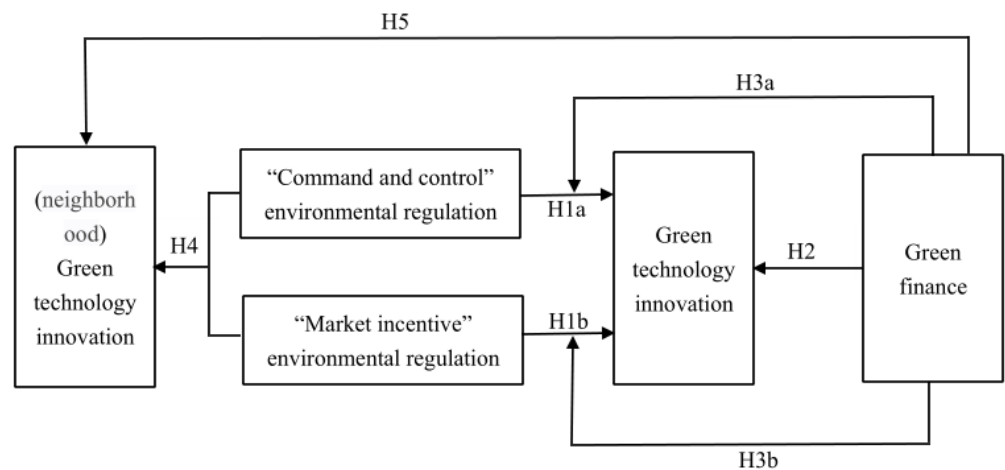 H5
H3a
(neighborh
ood)
Green
technology
innovation
H4
“Command and control”
environmental regulation
H1a
“Market incentive”
environmental regulation
H1b
Green
technology
innovation
H2
Green
finance
H3b